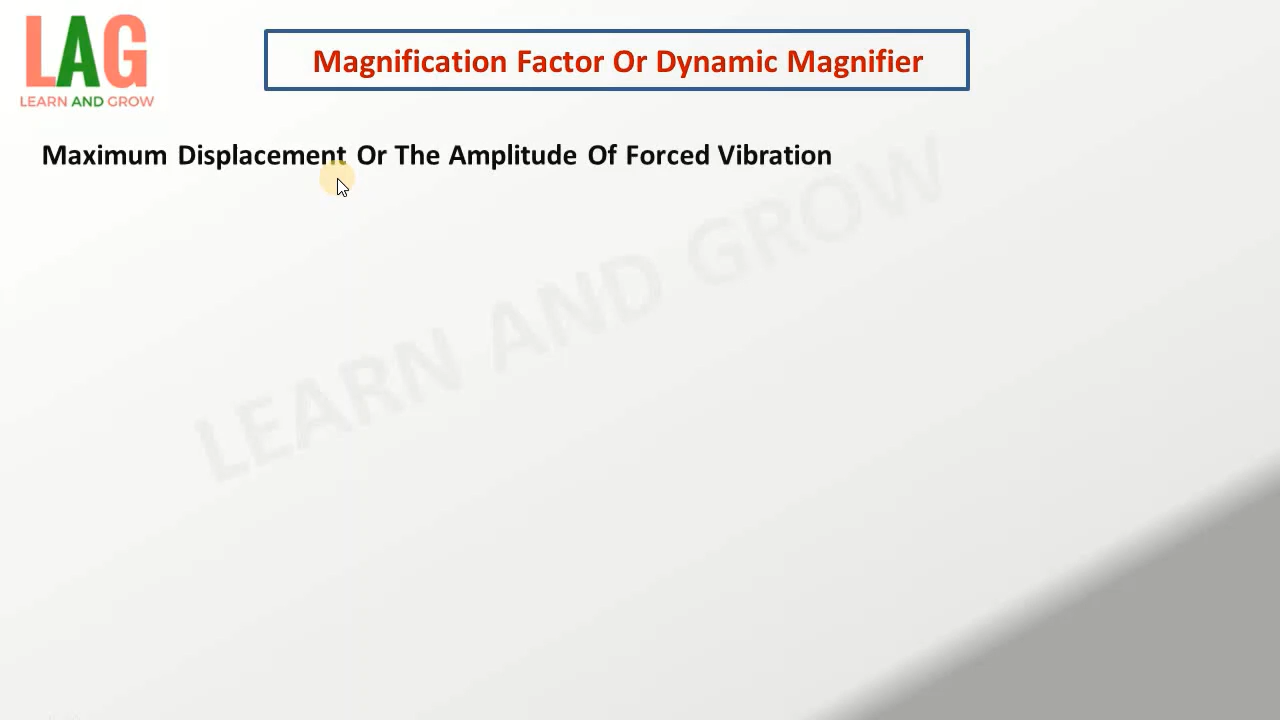 LAG
LEARN AND GROW
Magnification Factor Or Dynamic Magnifier
Maximum Displacement Or The Amplitude Of Forced Vibration
LEARN AND GROW